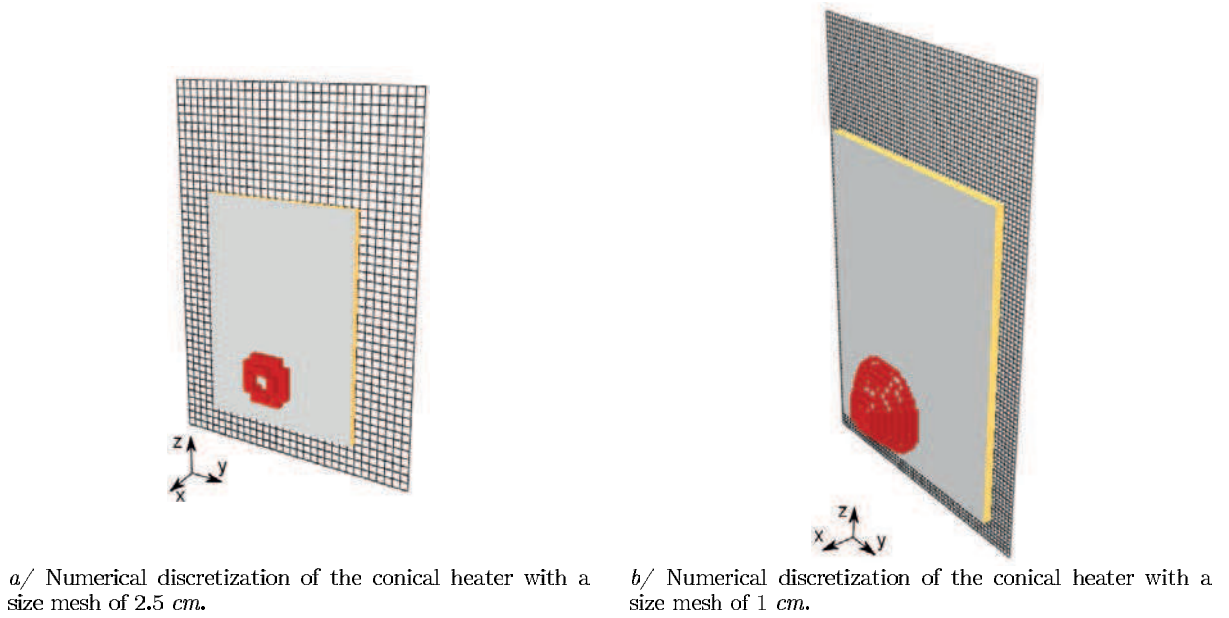 z
y
x
z
x
y
a/ Numerical discretization of the conical heater with a
size mesh of 2.5 cm.
b/ Numerical discretization of the conical heater with a
size mesh of 1 cm.